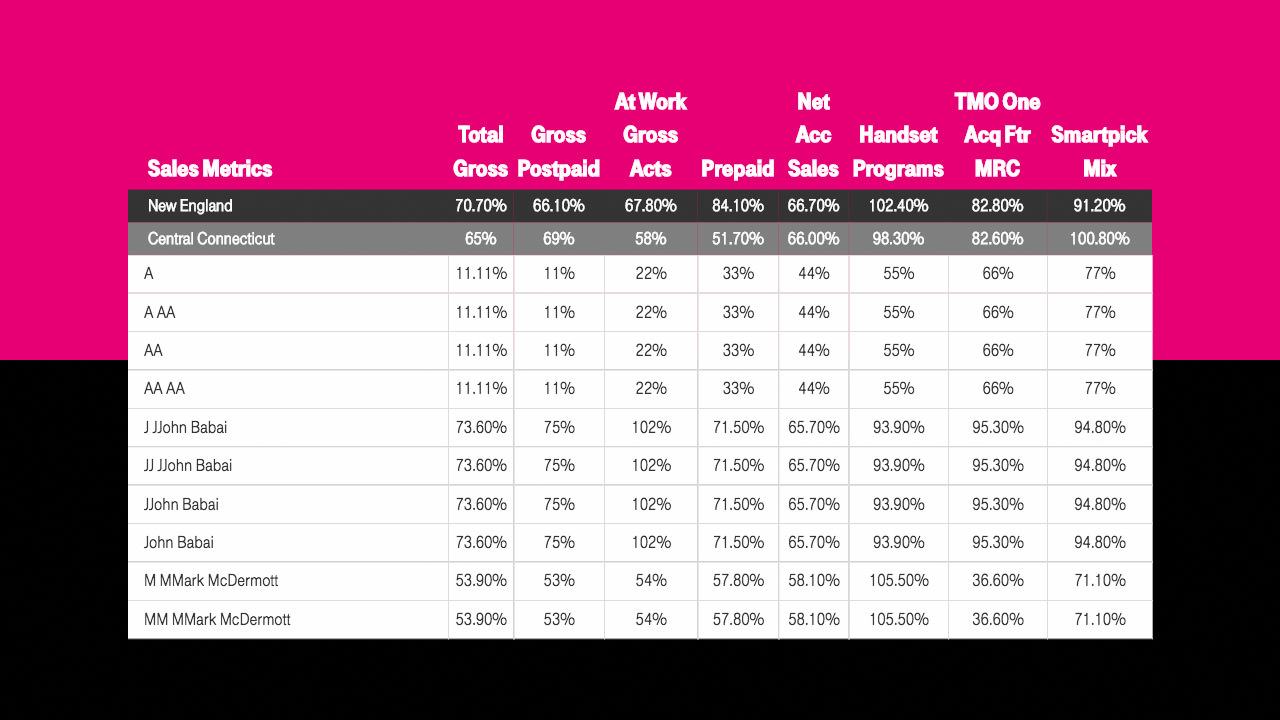 Sales Metrics Total Gross Gross Postpaid At Work Gross Acts Prepaid Net Acc Sales Handset Programs TMO One Acq Ftr MRC Smartpick Mix
New England 70.70% 66.10% 67.80% 84.10% 66.70% 102.40% 82.80% 91.20%
Central Connecticut 65% 69% 58% 51.70% 66.00% 98.30% 82.60% 100.80%
A 11.11% 11% 22% 33% 44% 55% 66% 77%
A AA 11.11% 11% 22% 33% 44% 55% 66% 77%
AA 11.11% 11% 22% 33% 44% 55% 66% 77%
AA AA 11.11% 11% 22% 33% 44% 55% 66% 77%
J JJohn Babai 73.60% 75% 102% 71.50% 65.70% 93.90% 95.30% 94.80%
JJ JJohn Babai 73.60% 75% 102% 71.50% 65.70% 93.90% 95.30% 94.80%
JJohn Babai 73.60% 75% 102% 71.50% 65.70% 93.90% 95.30% 94.80%
John Babai 73.60% 75% 102% 71.50% 65.70% 93.90% 95.30% 94.80%
M MMark McDermott 53.90% 53% 54% 57.80% 58.10% 105.50% 36.60% 71.10%
MM MMark McDermott 53.90% 53% 54% 57.80% 58.10% 105.50% 36.60% 71.10%